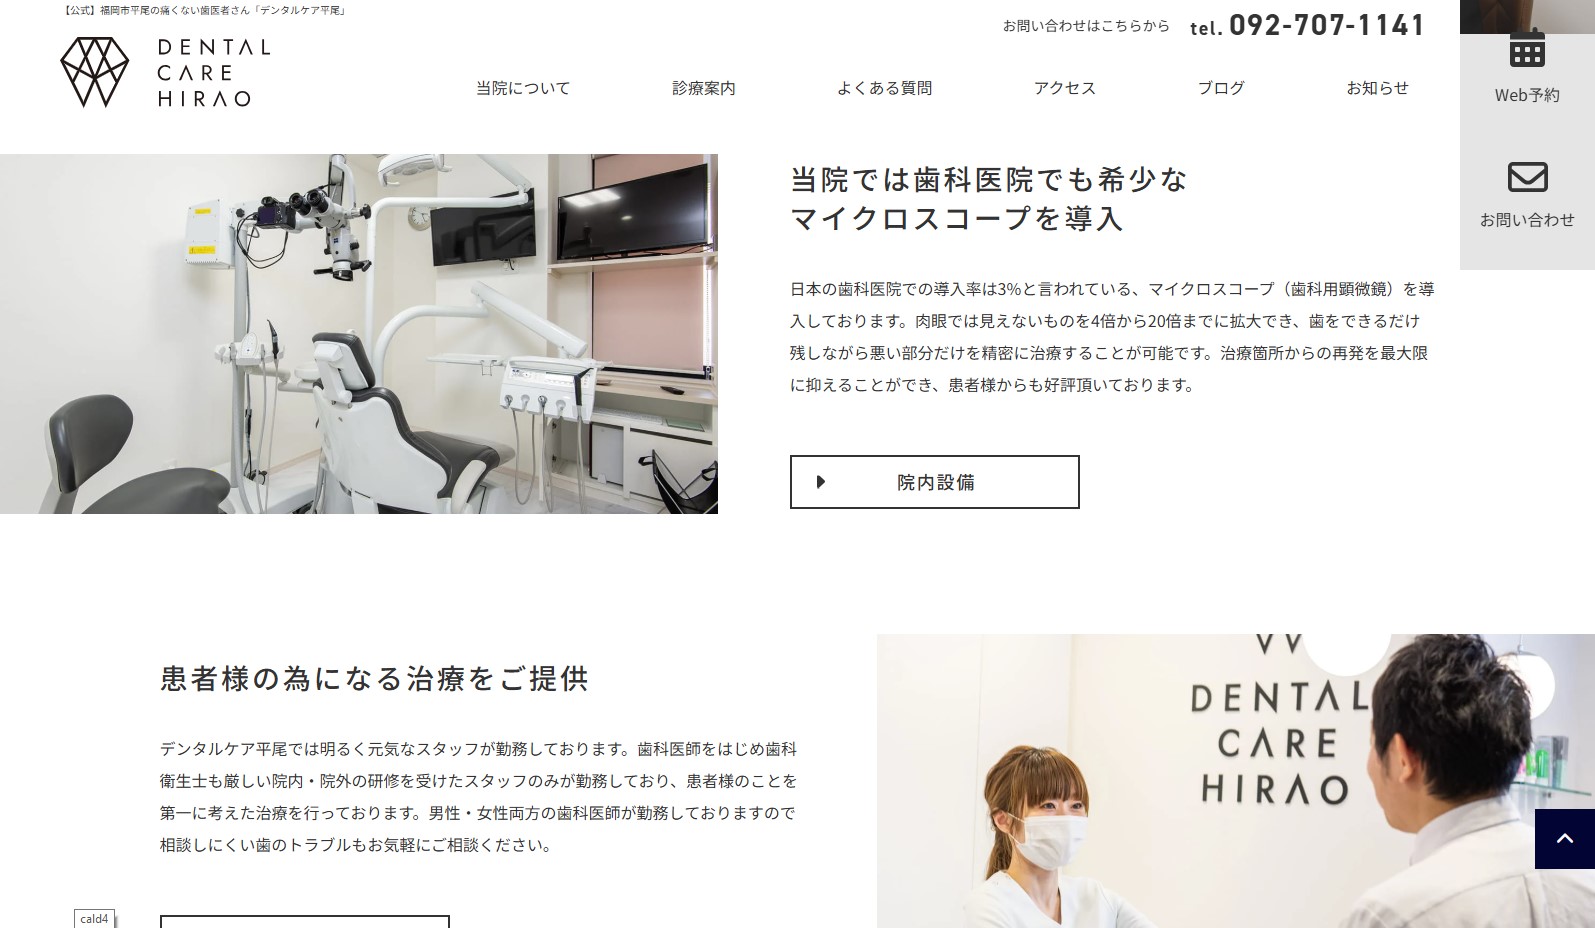 【公式】福岡市平尾の痛くない歯医者さん「デンタルケア平尾」
DENTAL
CARE
HIRAO
お問い合わせはこちらから tel. 092-707-1141
当院について 診療案内 よくある質問 アクセス ブログ お知らせ
Web予約
お問い合わせ
当院では歯科医院でも希少な
マイクロスコープを導入
日本の歯科医院での導入率は3%と言われている、マイクロスコープ（歯科用顕微鏡）を導
入しております。肉眼では見えないものを4倍から20倍までに拡大でき、歯をできるだけ
残しながら悪い部分だけを精密に治療することが可能です。治療箇所からの再発を最大限
に抑えることができ、患者様からも好評頂いております。
院内設備
患者様の為になる治療をご提供
デンタルケア平尾では明るく元気なスタッフが勤務しております。歯科医師をはじめ歯科
衛生士も厳しい院内・院外の研修を受けたスタッフのみが勤務しており、患者様のことを
第一に考えた治療を行っております。男性・女性両方の歯科医師が勤務しておりますので
相談しにくい歯のトラブルもお気軽にご相談ください。
DENTAL
CARE
HIRAO
cald4